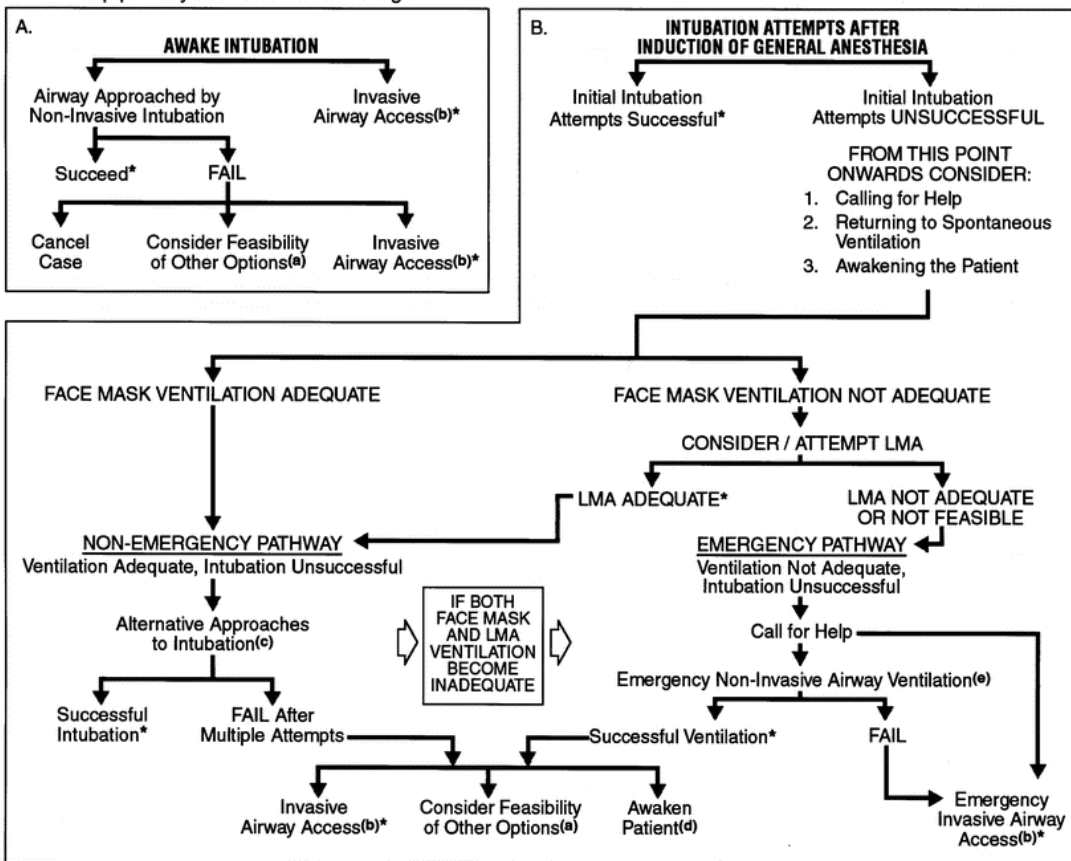 A.
AWAKE INTUBATION
Airway Approached by
Non-Invasive Intubation
Invasive
Airway Access(b)*
Succeed*
FAIL
Cancel
Case
Consider Feasibility
of Other Options(a)
Invasive
Airway Access(b)*
B.
INTUBATION ATTEMPTS AFTER
INDUCTION OF GENERAL ANESTHESIA
Initial Intubation
Attempts Successful*
Initial Intubation
Attempts UNSUCCESSFUL
FROM THIS POINT
ONWARDS CONSIDER:
1. Calling for Help
2. Returning to Spontaneous
Ventilation
3. Awakening the Patient
FACE MASK VENTILATION ADEQUATE
FACE MASK VENTILATION NOT ADEQUATE
CONSIDER / ATTEMPT LMA
LMA ADEQUATE*
LMA NOT ADEQUATE
OR NOT FEASIBLE
NON-EMERGENCY PATHWAY
Ventilation Adequate, Intubation Unsuccessful
EMERGENCY PATHWAY
Ventilation Not Adequate,
Intubation Unsuccessful
Alternative Approaches
to Intubation(c)
IF BOTH
FACE MASK
AND LMA
VENTILATION
BECOME
INADEQUATE
Call for Help
Emergency Non-Invasive Airway Ventilation(e)
Successful
Intubation*
FAIL After
Multiple Attempts
Successful Ventilation*
FAIL
Invasive
Airway Access(b)*
Consider Feasibility
of Other Options(a)
Awaken
Patient(d)
Emergency
Invasive Airway
Access(b)*